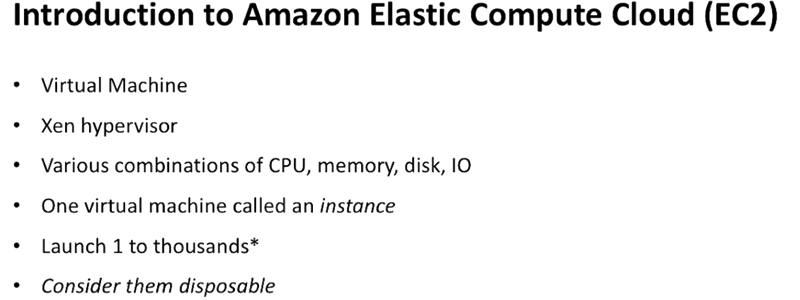 Introduction to Amazon Elastic Compute Cloud (EC2)
• Virtual Machine
• Xen hypervisor
• Various combinations of CPU, memory, disk, IO
• One virtual machine called an instance
• Launch 1 to thousands*
• Consider them disposable